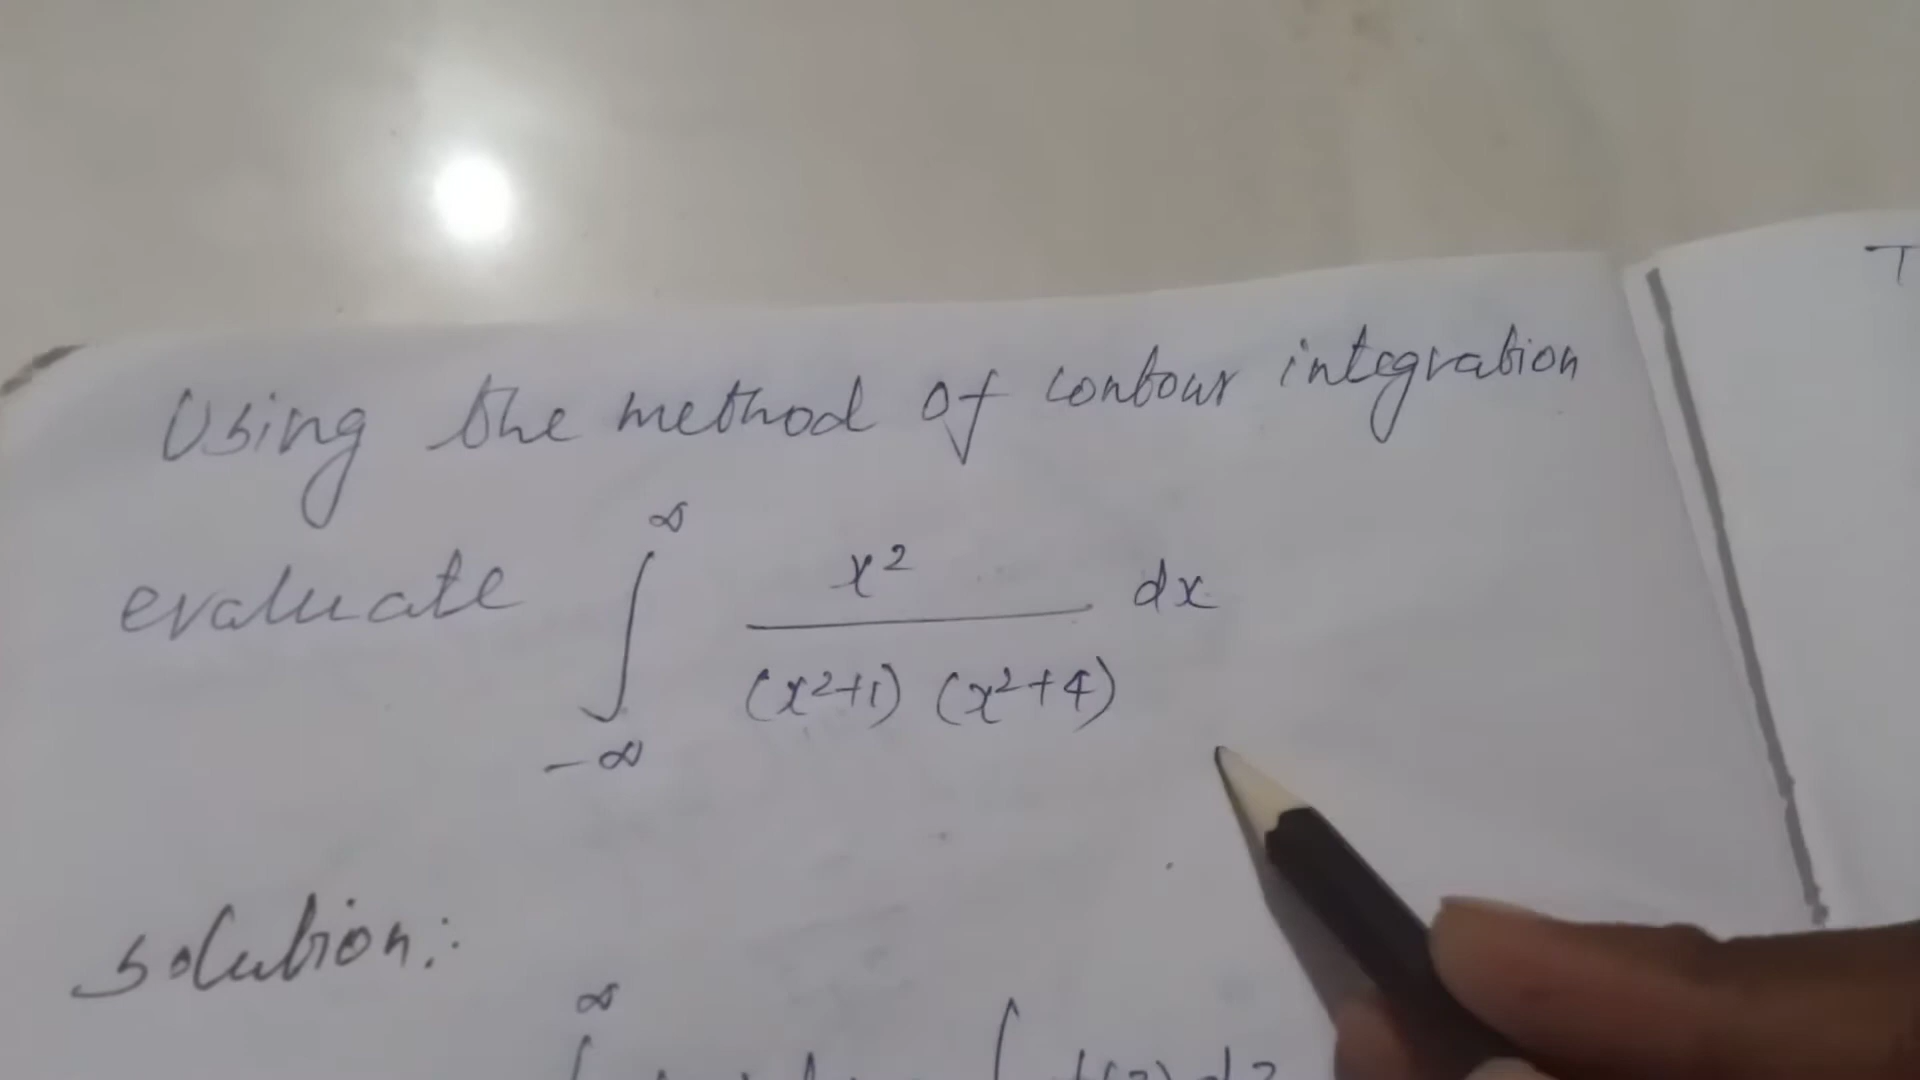 Using the method of contour integration
evaluate ∫_{-∞}^{∞} x²/((x²+1)(x²+4)) dx
Solution: